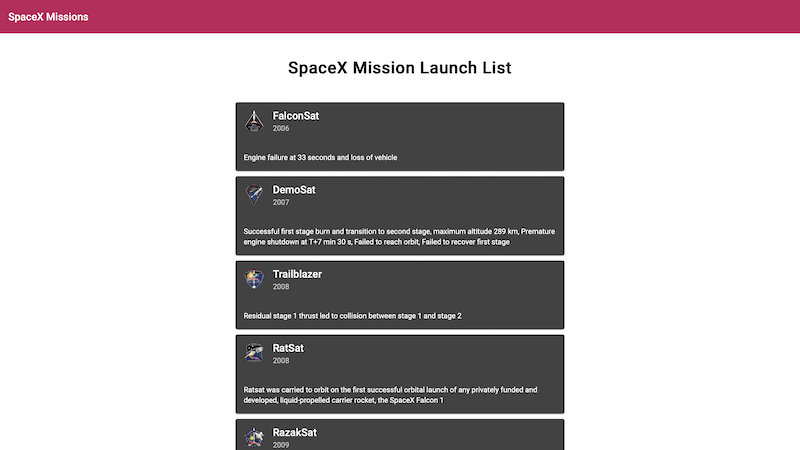 SpaceX Missions
SpaceX Mission Launch List
FalconSat
2006
Engine failure at 33 seconds and loss of vehicle
DemoSat
2007
Successful first stage burn and transition to second stage, maximum altitude 289 km, Premature
engine shutdown at T+7 min 30 s, Failed to reach orbit, Failed to recover first stage
Trailblazer
2008
Residual stage 1 thrust led to collision between stage 1 and stage 2
RatSat
2008
Ratsat was carried to orbit on the first successful orbital launch of any privately funded and
developed, liquid-propelled carrier rocket, the SpaceX Falcon 1
RazakSat
2009